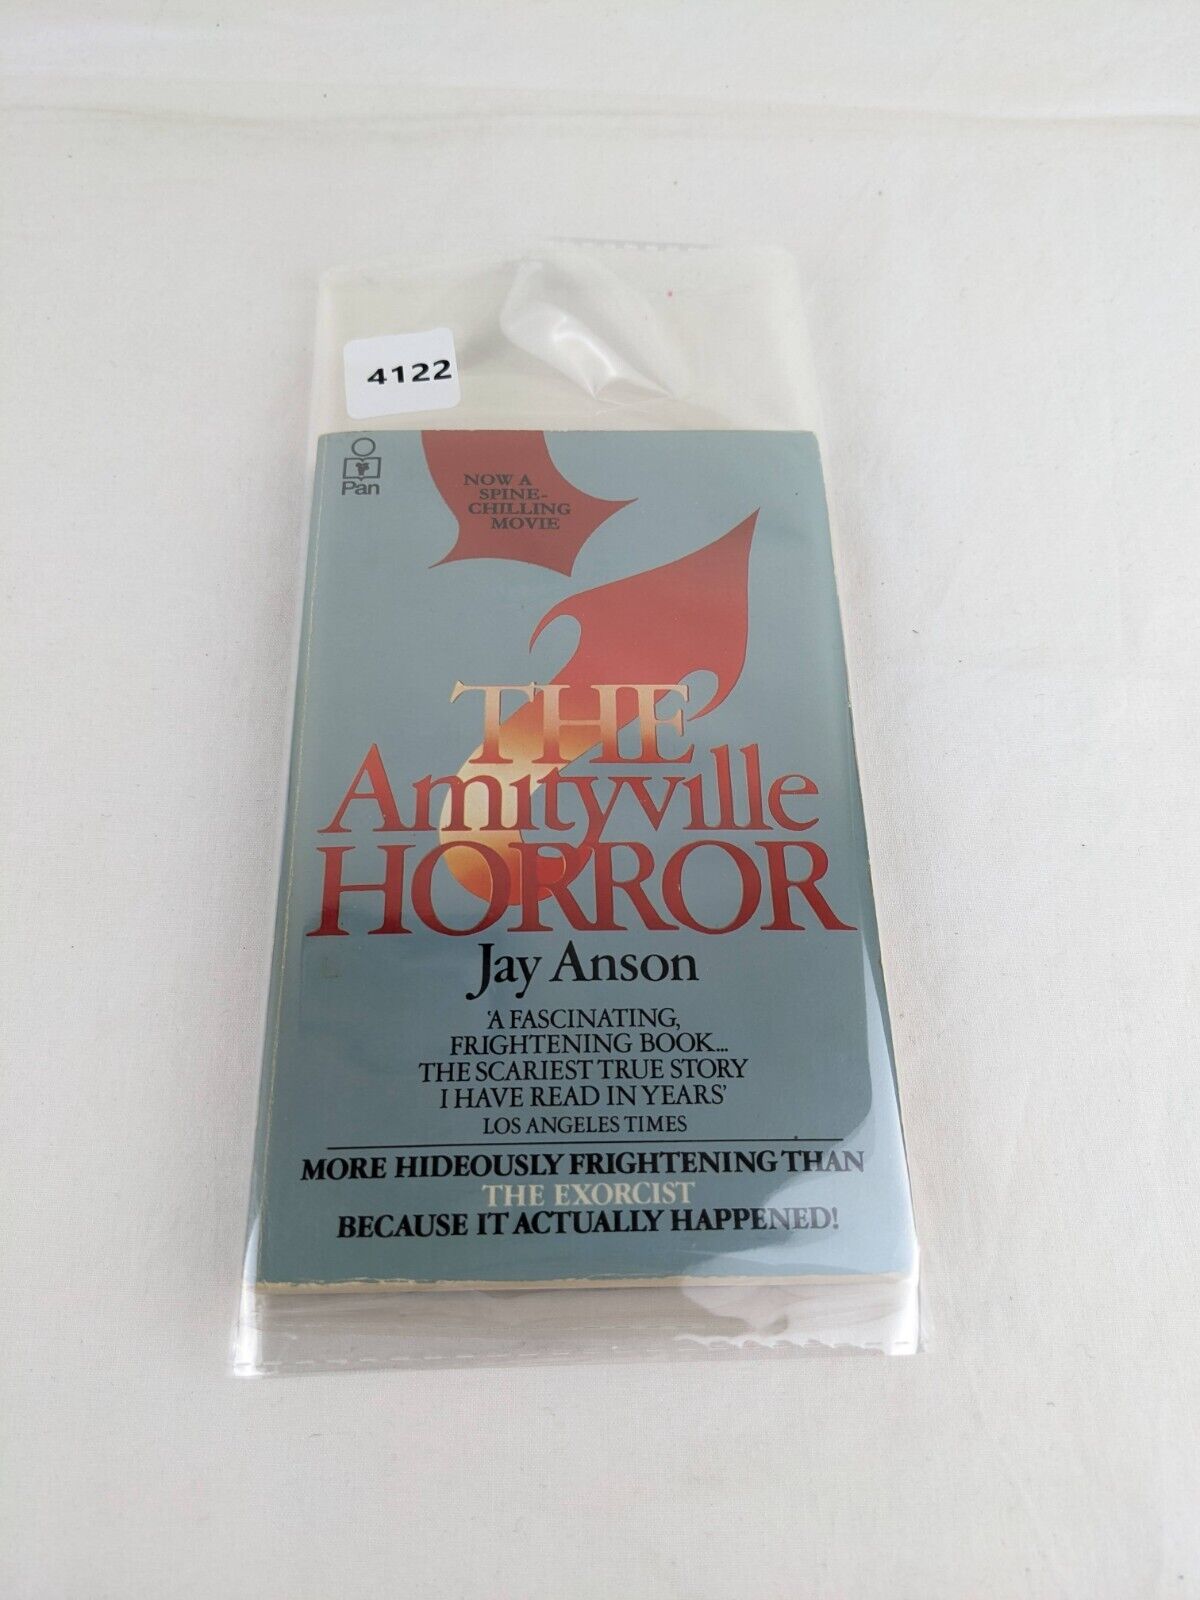 4122
Pan
NOW A
SPINE-
CHILLING
MOVIE
THE
Amityville
HORROR
Jay Anson
'A FASCINATING,
FRIGHTENING BOOK...
THE SCARIEST TRUE STORY
I HAVE READ IN YEARS'
LOS ANGELES TIMES
MORE HIDEOUSLY FRIGHTENING THAN
THE EXORCIST
BECAUSE IT ACTUALLY HAPPENED!